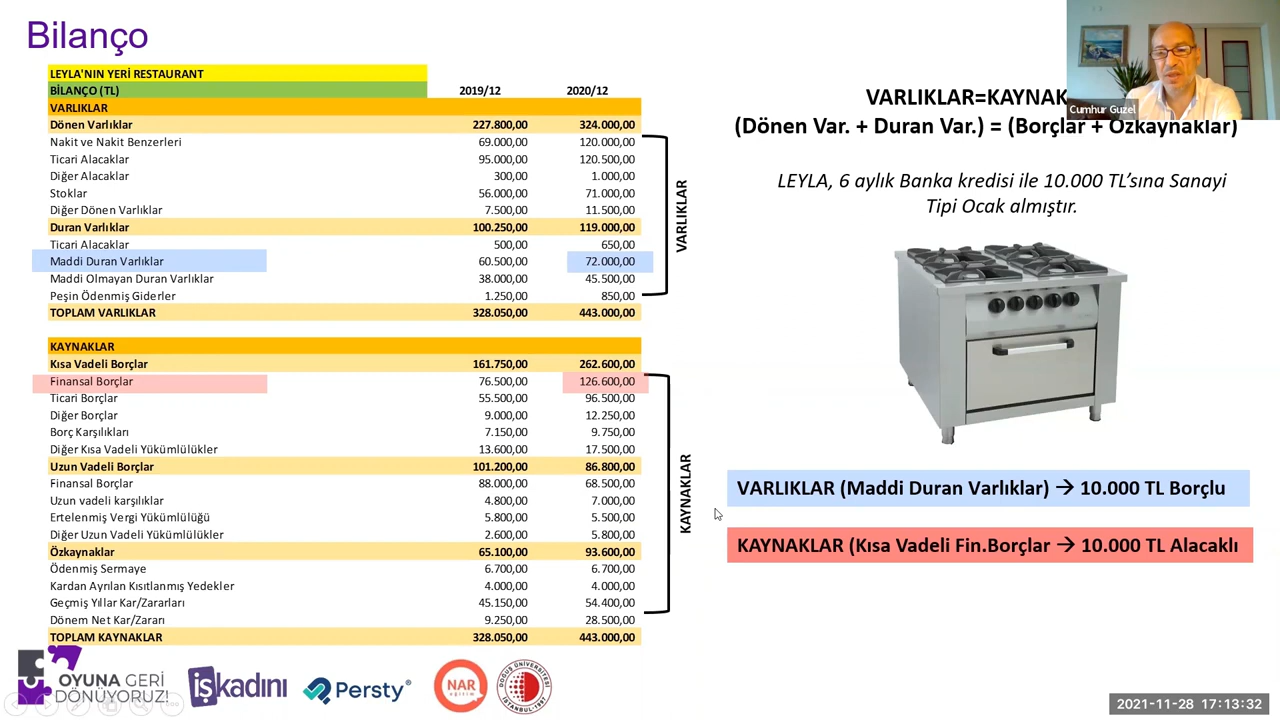 Bilanço
LEYLA'NIN YERİ RESTAURANT
BİLANÇO (TL) 2019/12 2020/12
VARLIKLAR
Dönen Varlıklar 227.800,00 324.000,00
Nakit ve Nakit Benzerleri 69.000,00 120.000,00
Ticari Alacaklar 95.000,00 120.500,00
Diğer Alacaklar 300,00 1.000,00
Stoklar 56.000,00 71.000,00
Diğer Dönen Varlıklar 7.500,00 11.500,00
Duran Varlıklar 100.250,00 119.000,00
Ticari Alacaklar 500,00 650,00
Maddi Duran Varlıklar 60.500,00 72.000,00
Maddi Olmayan Duran Varlıklar 38.000,00 45.500,00
Peşin Ödenmiş Giderler 1.250,00 850,00
TOPLAM VARLIKLAR 328.050,00 443.000,00
VARLIKLAR
KAYNAKLAR
Kısa Vadeli Borçlar 161.750,00 262.600,00
Finansal Borçlar 76.500,00 126.600,00
Ticari Borçlar 55.500,00 96.500,00
Diğer Borçlar 9.000,00 12.250,00
Borç Karşılıkları 7.150,00 9.750,00
Diğer Kısa Vadeli Yükümlülükler 13.600,00 17.500,00
Uzun Vadeli Borçlar 101.200,00 86.800,00
Finansal Borçlar 88.000,00 68.500,00
Uzun vadeli karşılıklar 4.800,00 7.000,00
Ertelenmiş Vergi Yükümlülüğü 5.800,00 5.500,00
Diğer Uzun Vadeli Yükümlülükler 2.600,00 5.800,00
Özkaynaklar 65.100,00 93.600,00
Ödenmiş Sermaye 6.700,00 6.700,00
Kardan Ayrılan Kısıtlanmış Yedekler 4.000,00 4.000,00
Geçmiş Yıllar Kar/Zararları 45.150,00 54.400,00
Dönem Net Kar/Zararı 9.250,00 28.500,00
TOPLAM KAYNAKLAR 328.050,00 443.000,00
KAYNAKLAR
VARLIKLAR=KAYNAK
Cumhur Guzel
(Dönen Var. + Duran Var.) = (Borçlar + Özkaynaklar)
LEYLA, 6 aylık Banka kredisi ile 10.000 TL'sına Sanayi
Tipi Ocak almıştır.
VARLIKLAR (Maddi Duran Varlıklar) → 10.000 TL Borçlu
KAYNAKLAR (Kısa Vadeli Fin.Borçlar → 10.000 TL Alacaklı
OYUNA GERİ
DÖNÜYORUZ!
işkadını
Persty
NAR
eğitim
DOĞUŞ ÜNİVERSİTESİ
İSTANBUL-1997
2021-11-28 17:13:32